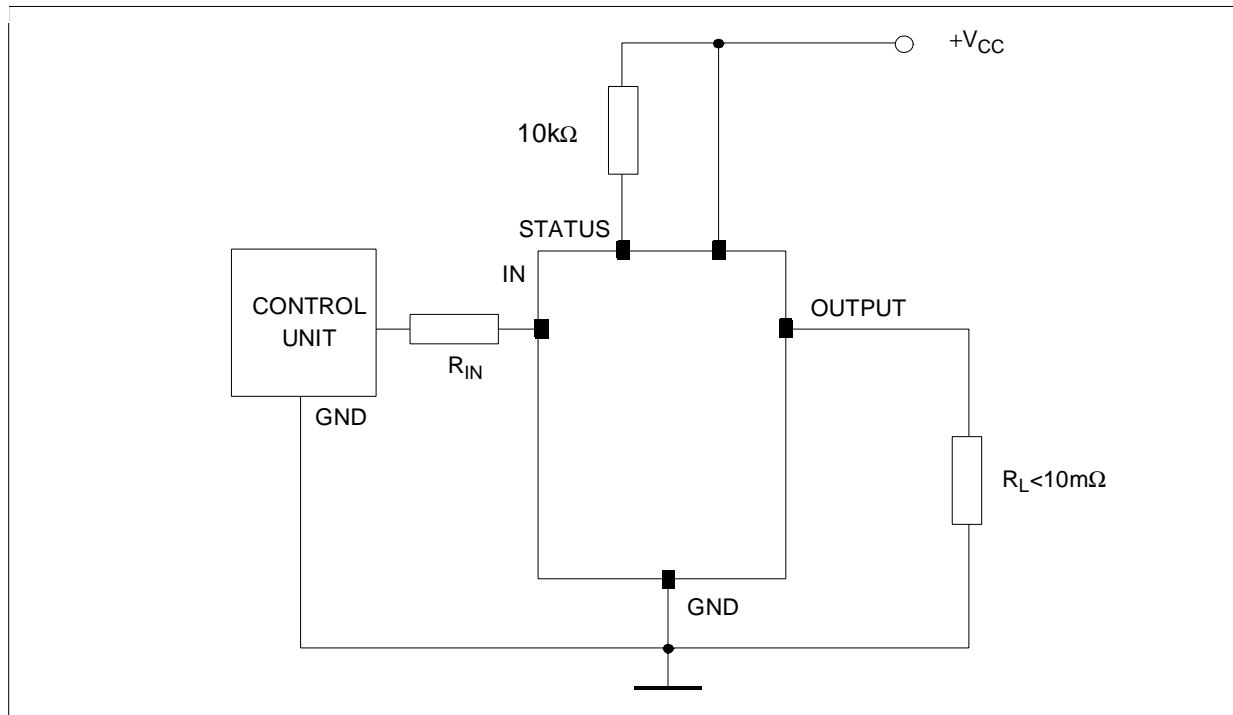 +V_CC
10kΩ
STATUS
IN
OUTPUT
CONTROL
UNIT
R_IN
GND
R_L<10mΩ
GND